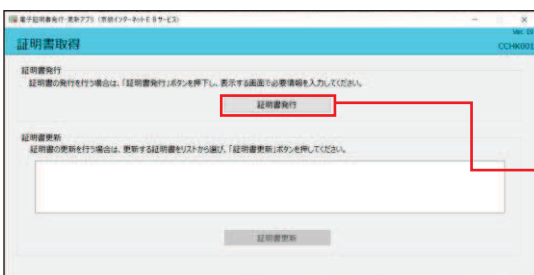 電子証明書発行・更新アプリ（京銀インターネットEBサービス）
証明書取得
CCHK001
証明書発行
証明書の発行を行う場合は、「証明書発行」ボタンを押下し、表示する画面で必要情報を入力してください。
証明書発行
証明書更新
証明書の更新を行う場合は、更新する証明書をリストから選び、「証明書更新」ボタンを押してください。
証明書更新